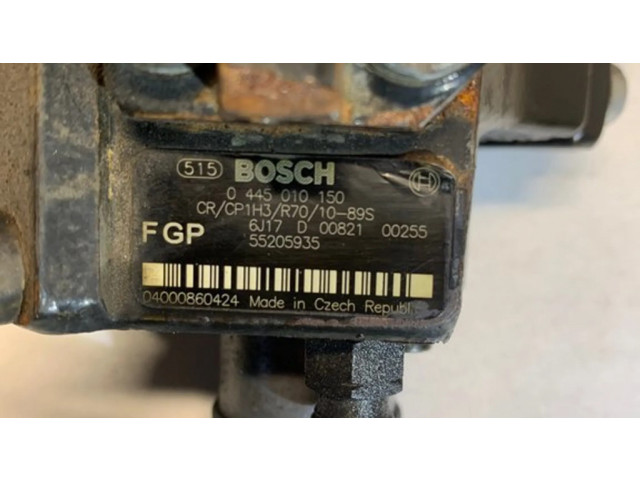 515 BOSCH
0 445 010 150
CR/CP1H3/R70/10-89S
FGP 6J17 D 00821 00255
55205935
04000860424 Made in Czech Republ